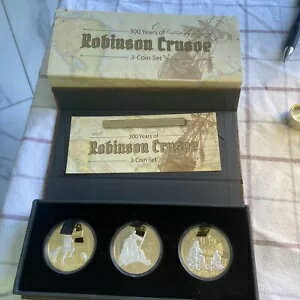 300 Years of
Robinson Crusoe
3-Coin Set
300 Years of
Robinson Crusoe
3-Coin Set